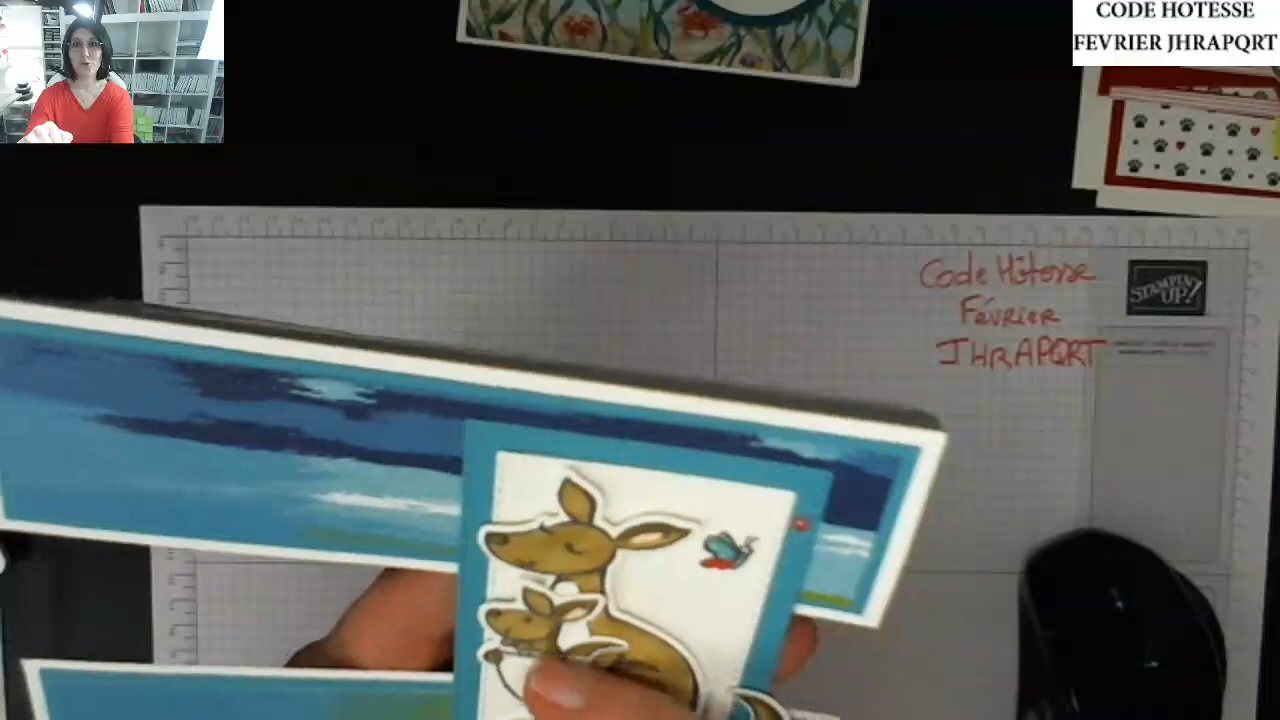 CODE HOTESSE
FEVRIER JHRAPQRT
Code Hôtesse
Février
JHRAPQRT
STAMPIN' UP!